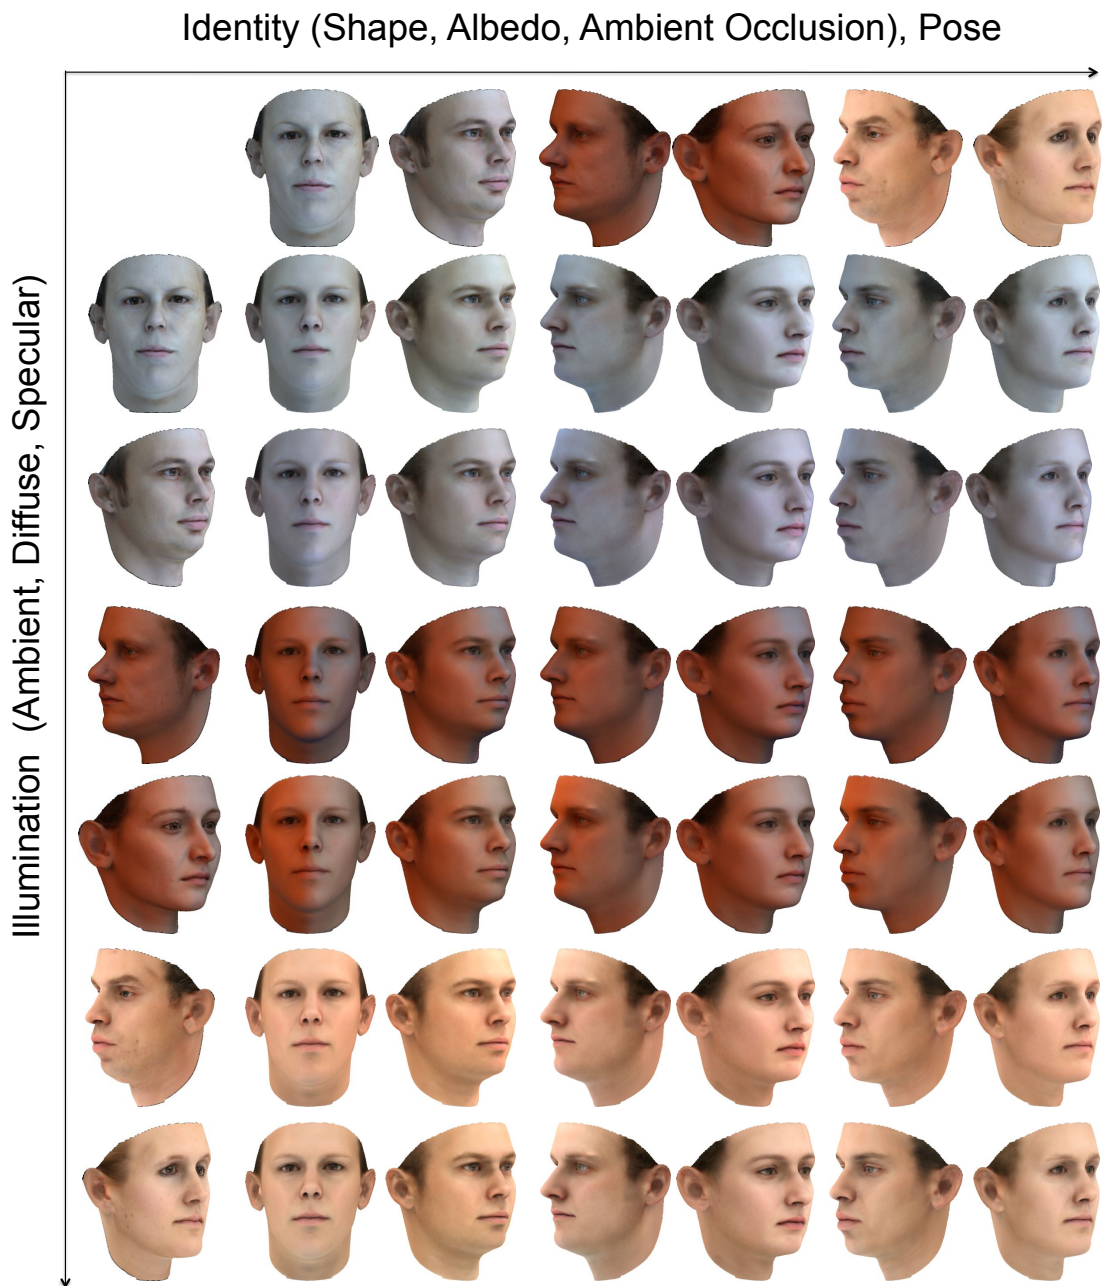 Identity (Shape, Albedo, Ambient Occlusion), Pose
Illumination (Ambient, Diffuse, Specular)